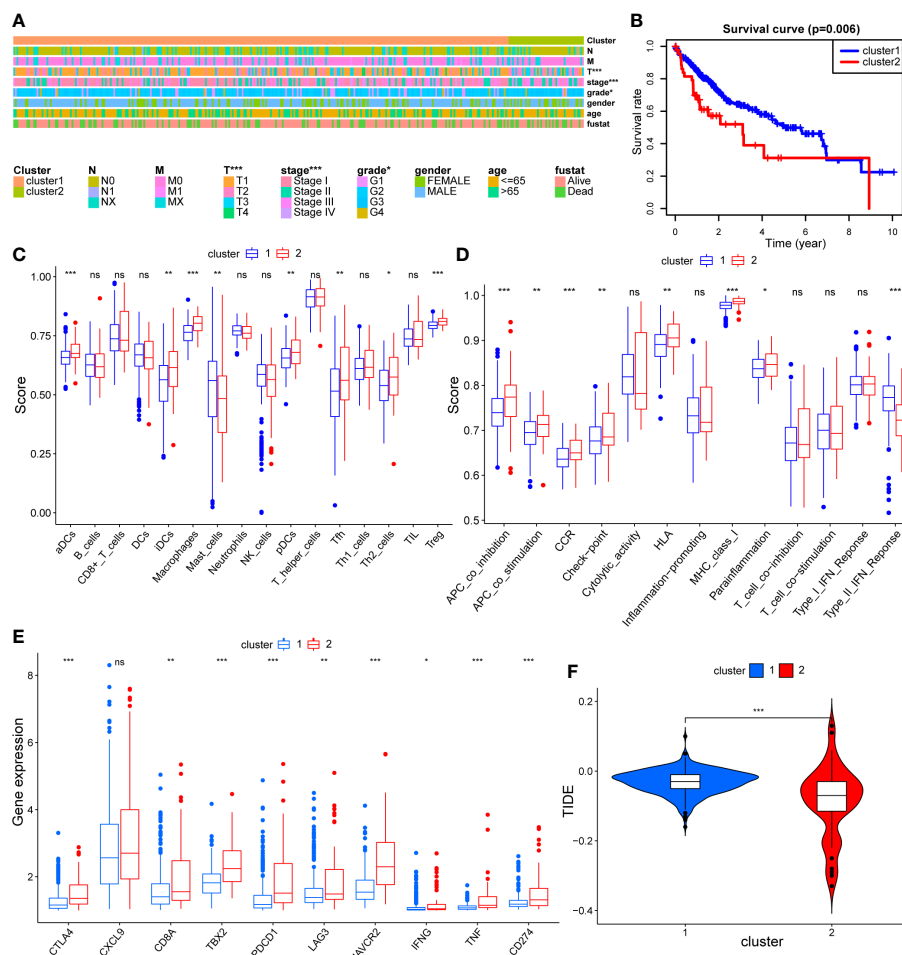 A
Cluster
N
M
T***
stage***
grade*
gender
age
fustat
Cluster
cluster1
cluster2
N
N0
N1
NX
M
M0
M1
MX
T***
T1
T2
T3
T4
stage***
Stage I
Stage II
Stage III
Stage IV
grade*
G1
G2
G3
G4
gender
FEMALE
MALE
age
<=65
>65
fustat
Alive
Dead
B
Survival curve (p=0.006)
cluster1
cluster2
Survival rate
0.0 0.2 0.4 0.6 0.8 1.0
0 2 4 6 8 10
Time (year)
C
cluster 1 2
*** ns ns ns ** *** ns ns ns ** ns ** ns * ns ***
Score
1.00
0.75
0.50
0.25
0.00
aDCs
B_cells
CD8+_T_cells
DCs
iDCs
Macrophages
Mast_cells
Neutrophils
NK_cells
pDCs
T_helper_cells
Tfh
Th1_cells
Th2_cells
TIL
Treg
D
cluster 1 2
*** ** *** ** ns ** ns *** * ns ns ns ***
Score
1.0
0.9
0.8
0.7
0.6
0.5
APC_co_inhibition
APC_co_stimulation
CCR
Check−point
Cytolytic_activity
HLA
Inflammation−promoting
MHC_class_I
Parainflammation
T_cell_co−inhibition
T_cell_co−stimulation
Type_I_IFN_Reponse
Type_II_IFN_Reponse
E
cluster 1 2
*** ns ** *** *** ** *** * *** ***
Gene expression
8
6
4
2
CTLA4
CXCL9
CD8A
TBX2
PDCD1
LAG3
HAVCR2
IFNG
TNF
CD274
F
cluster 1 2
***
TIDE
0.2
0.0
−0.2
−0.4
1 2
cluster